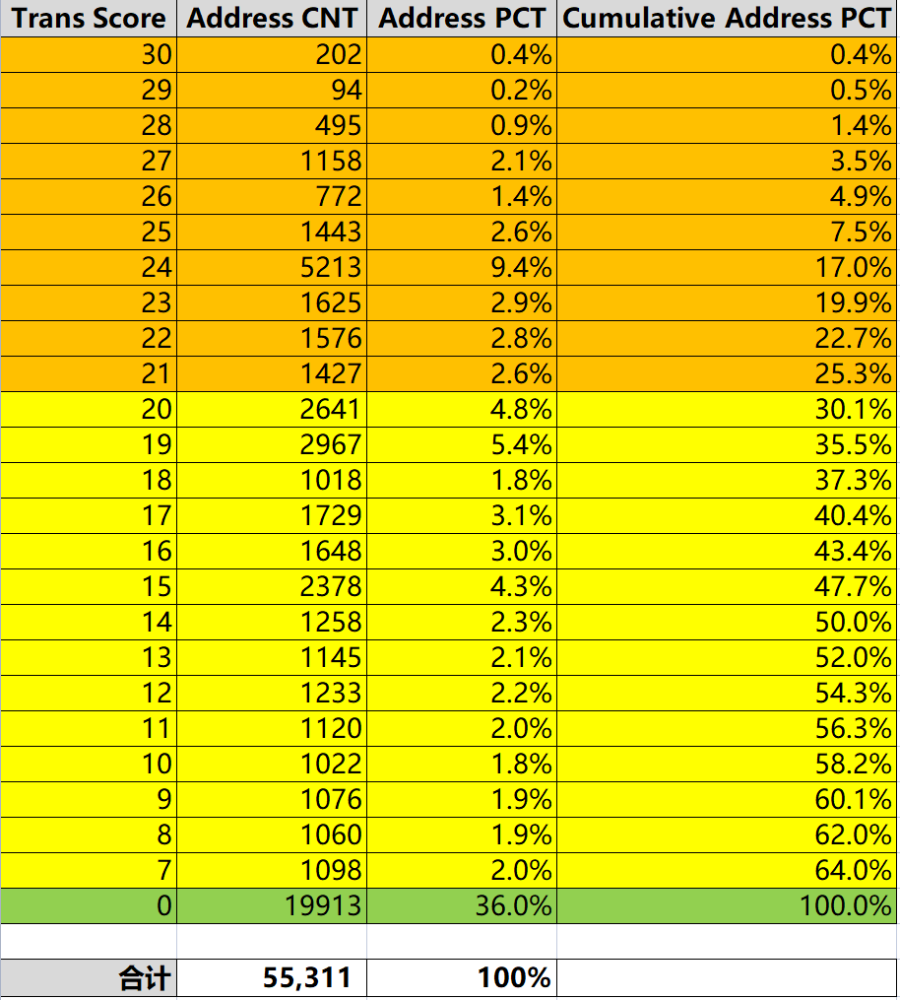 Trans Score Address CNT Address PCT Cumulative Address PCT
30 202 0.4% 0.4%
29 94 0.2% 0.5%
28 495 0.9% 1.4%
27 1158 2.1% 3.5%
26 772 1.4% 4.9%
25 1443 2.6% 7.5%
24 5213 9.4% 17.0%
23 1625 2.9% 19.9%
22 1576 2.8% 22.7%
21 1427 2.6% 25.3%
20 2641 4.8% 30.1%
19 2967 5.4% 35.5%
18 1018 1.8% 37.3%
17 1729 3.1% 40.4%
16 1648 3.0% 43.4%
15 2378 4.3% 47.7%
14 1258 2.3% 50.0%
13 1145 2.1% 52.0%
12 1233 2.2% 54.3%
11 1120 2.0% 56.3%
10 1022 1.8% 58.2%
9 1076 1.9% 60.1%
8 1060 1.9% 62.0%
7 1098 2.0% 64.0%
0 19913 36.0% 100.0%
合计 55,311 100%